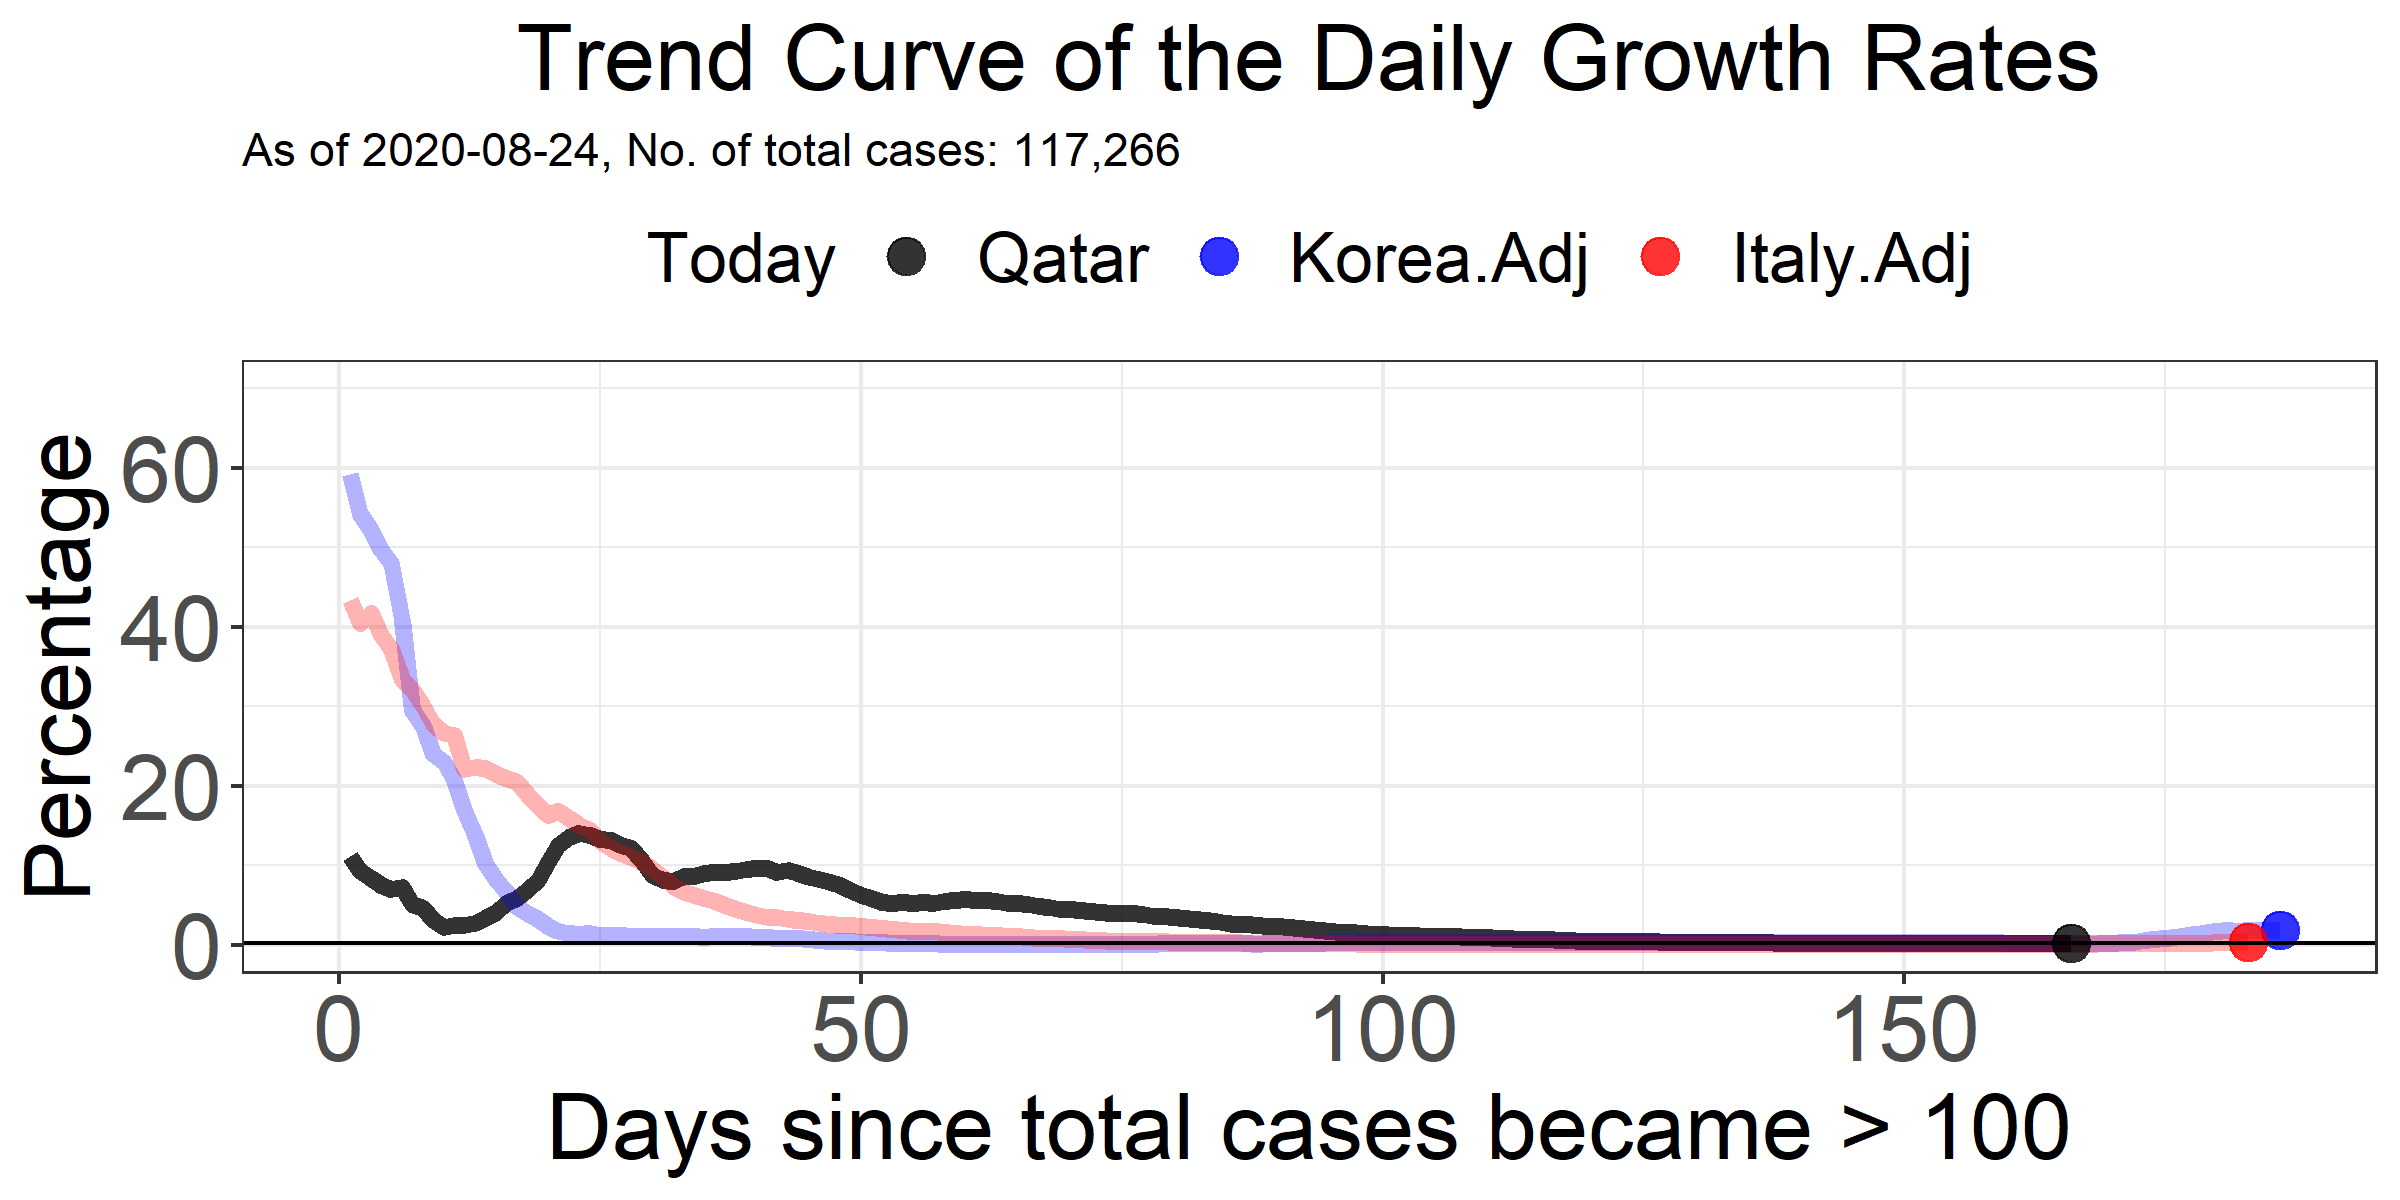 Trend Curve of the Daily Growth Rates
As of 2020-08-24, No. of total cases: 117,266
Today Qatar Korea.Adj Italy.Adj
Percentage
60
40
20
0
0 50 100 150
Days since total cases became > 100